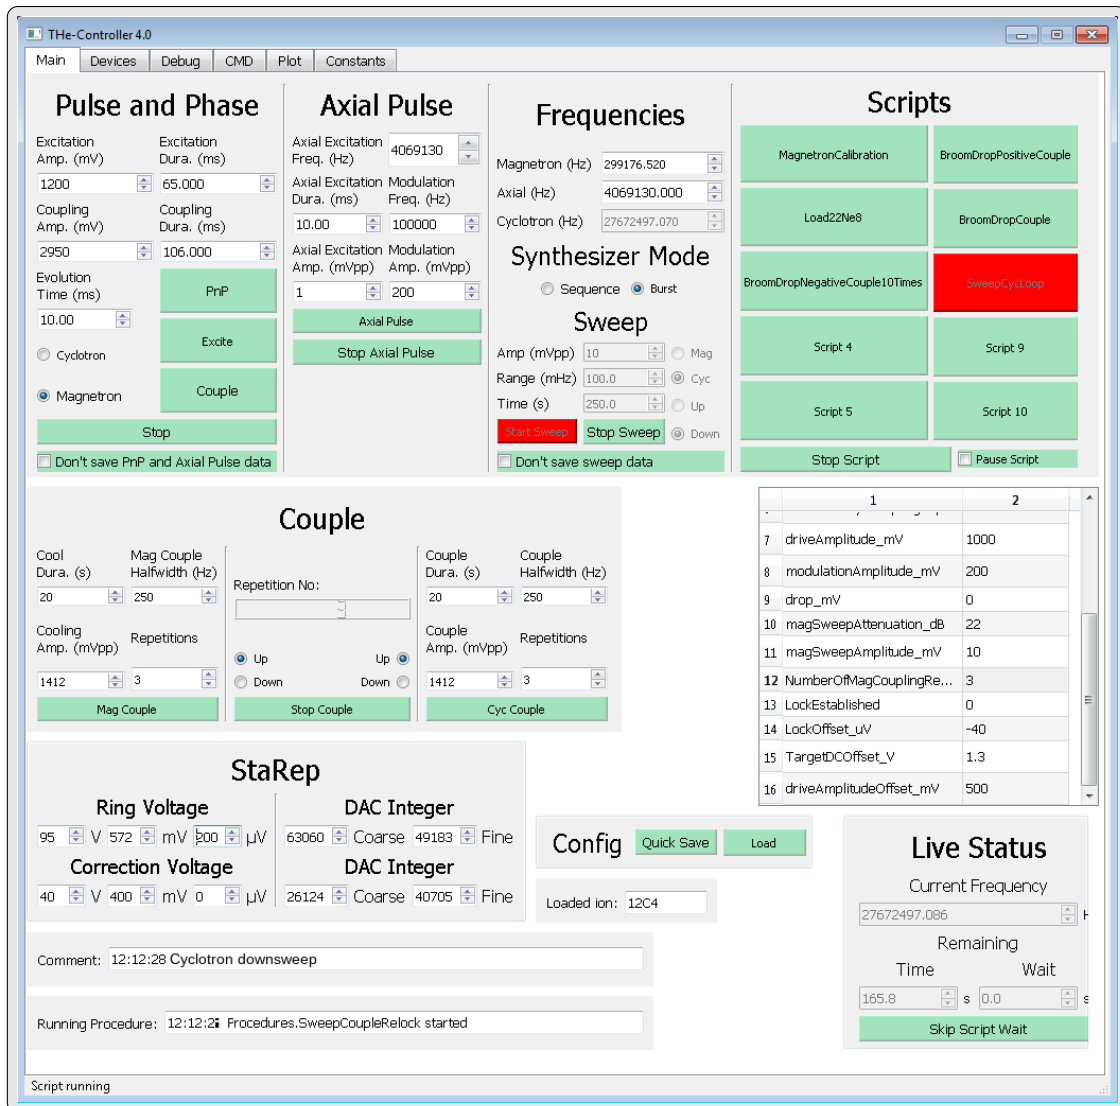 THe-Controller 4.0
Main Devices Debug CMD Plot Constants
Pulse and Phase
Excitation Amp. (mV)
Excitation Dura. (ms)
1200
65.000
Coupling Amp. (mV)
Coupling Dura. (ms)
2950
106.000
Evolution Time (ms)
10.00
PnP
Excite
Couple
Cyclotron
Magnetron
Stop
Don't save PnP and Axial Pulse data
Axial Pulse
Axial Excitation Freq. (Hz)
4069130
Axial Excitation Dura. (ms)
Modulation Freq. (Hz)
10.00
100000
Axial Excitation Amp. (mVpp)
Modulation Amp. (mVpp)
1
200
Axial Pulse
Stop Axial Pulse
Frequencies
Magnetron (Hz) 299176.520
Axial (Hz) 4069130.000
Cyclotron (Hz) 27672497.070
Synthesizer Mode
Sequence Burst
Sweep
Amp (mVpp) 10 Mag
Range (mHz) 100.0 Cyc
Time (s) 250.0 Up
Start Sweep Stop Sweep Down
Don't save sweep data
Scripts
MagnetronCalibration BroomDropPositiveCouple
Load22Ne8 BroomDropCouple
BroomDropNegativeCouple10Times SweepCycLoop
Script 4 Script 9
Script 5 Script 10
Stop Script Pause Script
Couple
Cool Dura. (s)
Mag Couple Halfwidth (Hz)
20
250
Cooling Amp. (mVpp)
Repetitions
1412
3
Mag Couple
Repetition No:
Up Up
Down Down
Stop Couple
Couple Dura. (s)
Couple Halfwidth (Hz)
20
250
Couple Amp. (mVpp)
Repetitions
1412
3
Cyc Couple
1 2
7 driveAmplitude_mV 1000
8 modulationAmplitude_mV 200
9 drop_mV 0
10 magSweepAttenuation_dB 22
11 magSweepAmplitude_mV 10
12 NumberOfMagCouplingRe... 3
13 LockEstablished 0
14 LockOffset_uV -40
15 TargetDCOffset_V 1.3
16 driveAmplitudeOffset_mV 500
StaRep
Ring Voltage DAC Integer
95 V 572 mV 200 µV 63060 Coarse 49183 Fine
Correction Voltage DAC Integer
40 V 400 mV 0 µV 26124 Coarse 40705 Fine
Config Quick Save Load
Loaded ion: 12C4
Live Status
Current Frequency
27672497.086
Remaining
Time Wait
165.8 s 0.0 s
Skip Script Wait
Comment: 12:12:28 Cyclotron downsweep
Running Procedure: Procedures.SweepCoupleRelock started
Script running